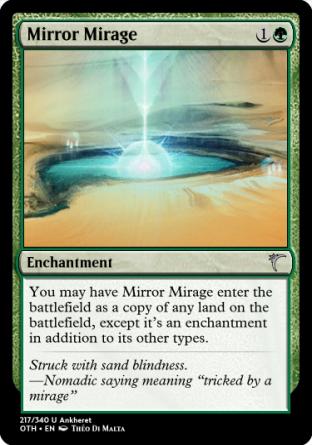 Mirror Mirage 1
Enchantment
You may have Mirror Mirage enter the
battlefield as a copy of any land on the
battlefield, except it’s an enchantment
in addition to its other types.
Struck with sand blindness.
—Nomadic saying meaning “tricked by a
mirage”
217/340 U Ankheret
OTH • EN Théo Di Malta